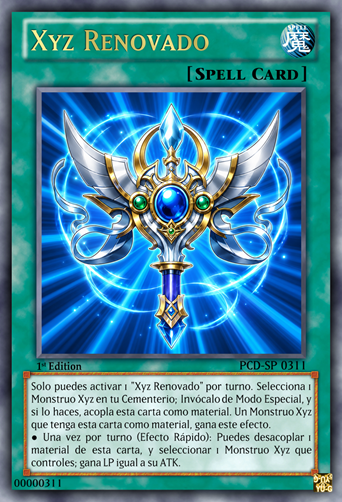 Xyz Renovado
魔
[Spell Card]
1st Edition
PCD-SP 0311
Solo puedes activar 1 "Xyz Renovado" por turno. Selecciona 1
Monstruo Xyz en tu Cementerio; Invócalo de Modo Especial, y
si lo haces, acopla esta carta como material. Un Monstruo Xyz
que tenga esta carta como material, gana este efecto.
● Una vez por turno (Efecto Rápido): Puedes desacoplar 1
material de esta carta, y seleccionar 1 Monstruo Xyz que
controles; gana LP igual a su ATK.
00000311